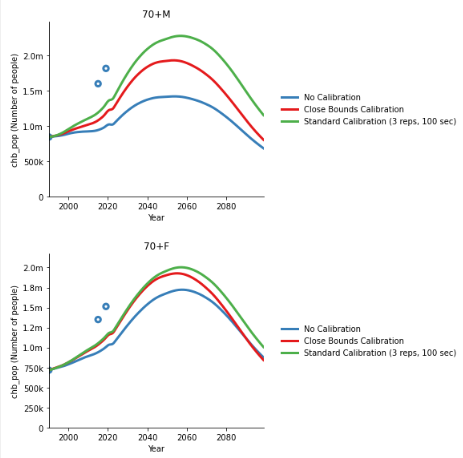 70+M
chb_pop (Number of people)
2.0m
1.5m
1.0m
500k
0
2000
2020
2040
2060
2080
Year
No Calibration
Close Bounds Calibration
Standard Calibration (3 reps, 100 sec)
70+F
chb_pop (Number of people)
2.0m
1.8m
1.5m
1.2m
1.0m
750k
500k
250k
0
2000
2020
2040
2060
2080
Year
No Calibration
Close Bounds Calibration
Standard Calibration (3 reps, 100 sec)